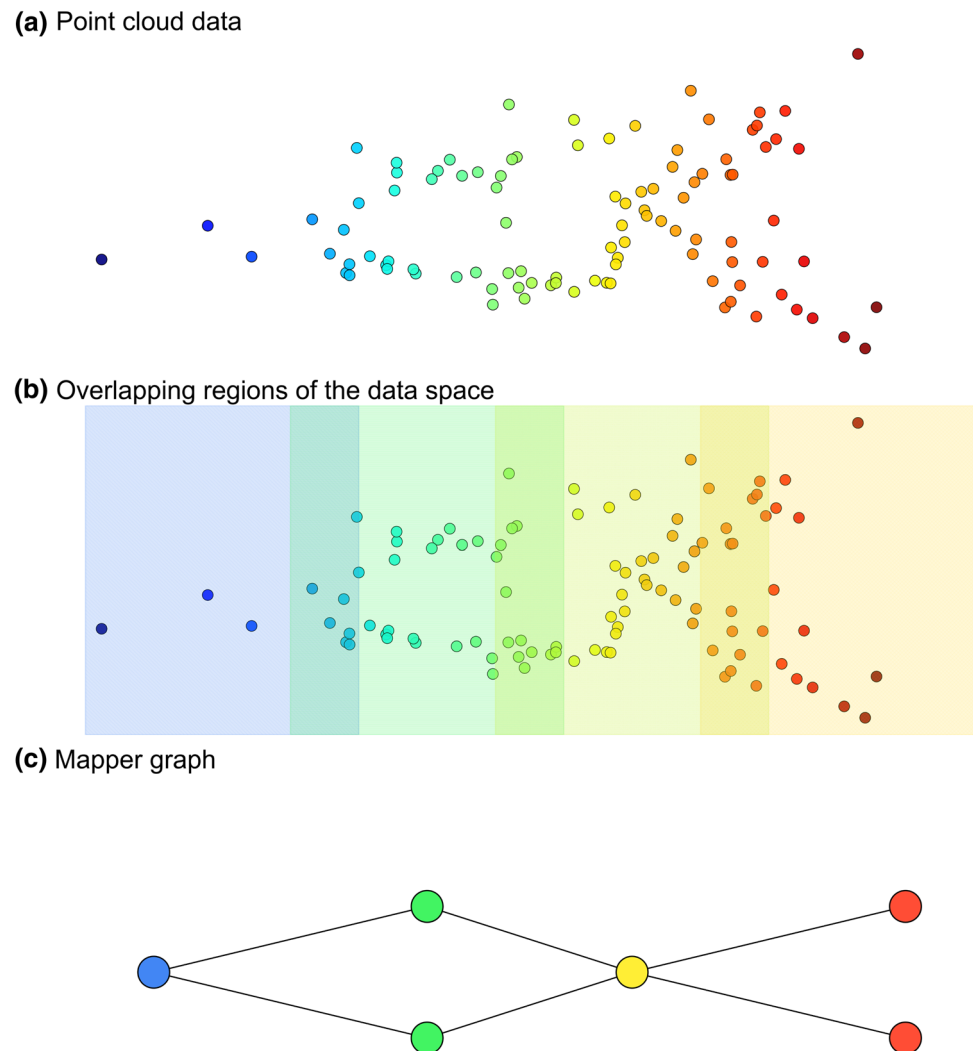 (a) Point cloud data
(b) Overlapping regions of the data space
(c) Mapper graph